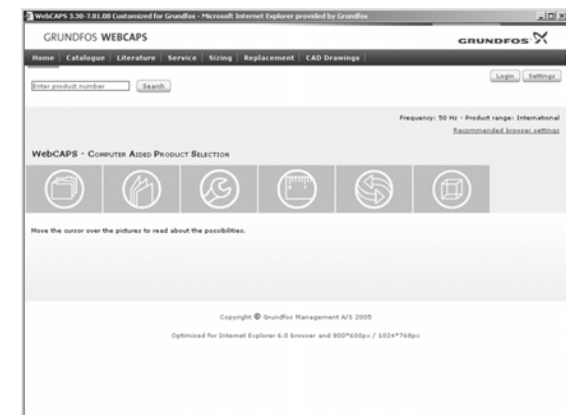 WebCAPS 3.30-7.01.00 Customized for Grundfos - Microsoft Internet Explorer provided by Grundfos
GRUNDFOS WEBCAPS
GRUNDFOS
Home Catalogue Literature Service Sizing Replacement CAD Drawings
Login Settings
Enter product number Search
Frequency: 50 Hz - Product range: International
Recommended browser settings
WebCAPS - Computer Aided Product Selection
Move the cursor over the pictures to read about the possibilities.
Copyright © Grundfos Management A/S 2005
Optimized for Internet Explorer 6.0 browser and 800*600px / 1024*768px